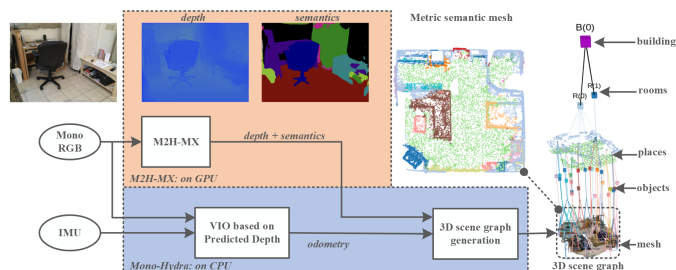 depth
semantics
Metric semantic mesh
B(0)
building
R(1)
R(0)
rooms
Mono
RGB
M2H-MX
depth + semantics
M2H-MX: on GPU
places
objects
IMU
VIO based on
Predicted Depth
odometry
3D scene graph
generation
mesh
Mono-Hydra: on CPU
3D scene graph